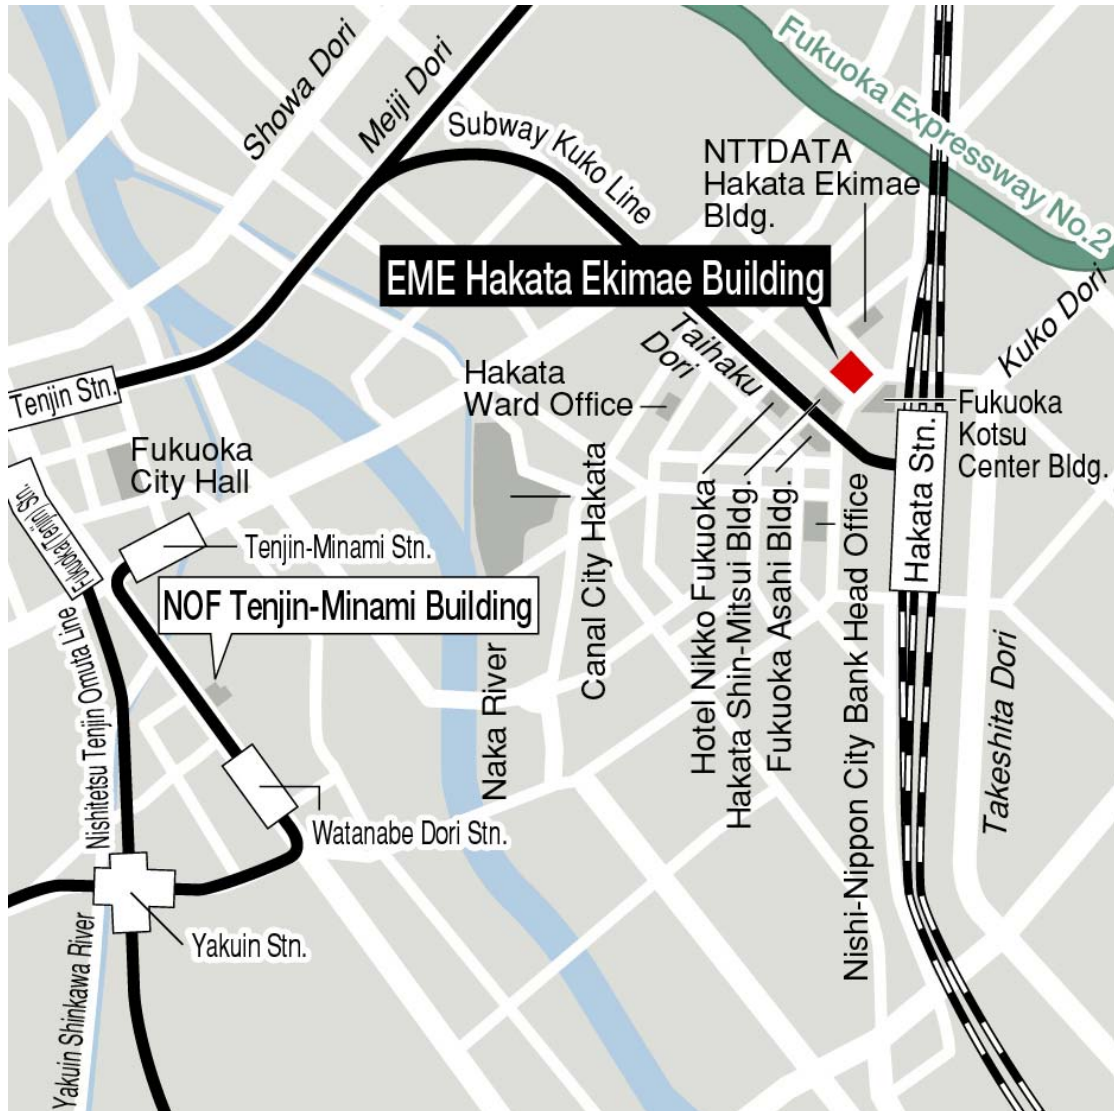 Showa Dori
Meiji Dori
Subway Kuko Line
Fukuoka Expressway No.2
NTTDATA
Hakata Ekimae
Bldg.
EME Hakata Ekimae Building
Kuko Dori
Taihaku
Dori
Tenjin Stn.
Hakata
Ward Office
Fukuoka
Kotsu
Center Bldg.
Fukuoka
City Hall
Hakata Stn.
Fukuoka(Tenjin) Stn.
Tenjin-Minami Stn.
NOF Tenjin-Minami Building
Canal City Hakata
Hotel Nikko Fukuoka
Hakata Shin-Mitsui Bldg.
Fukuoka Asahi Bldg.
Nishi-Nippon City Bank Head Office
Nishitetsu Tenjin Omuta Line
Naka River
Takeshita Dori
Watanabe Dori Stn.
Yakuin Stn.
Yakuin Shinkawa River